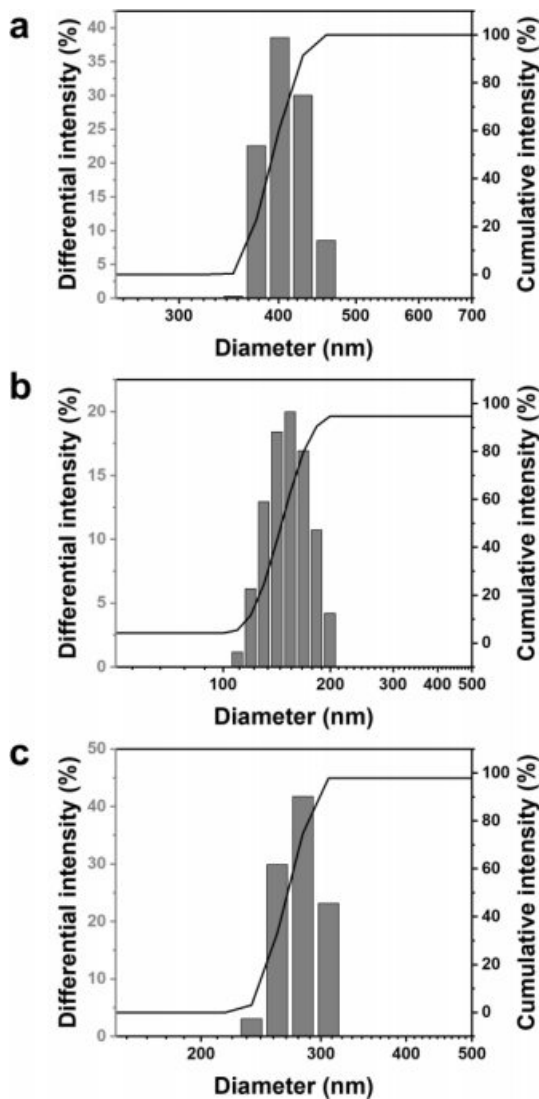 a
Differential intensity (%)
40
35
30
25
20
15
10
5
0
100
80
60
40
20
0
Cumulative intensity (%)
300 400 500 600 700
Diameter (nm)
b
Differential intensity (%)
20
15
10
5
0
100
80
60
40
20
0
Cumulative intensity (%)
100 200 300 400 500
Diameter (nm)
c
Differential intensity (%)
50
40
30
20
10
0
100
80
60
40
20
0
Cumulative intensity (%)
200 300 400 500
Diameter (nm)